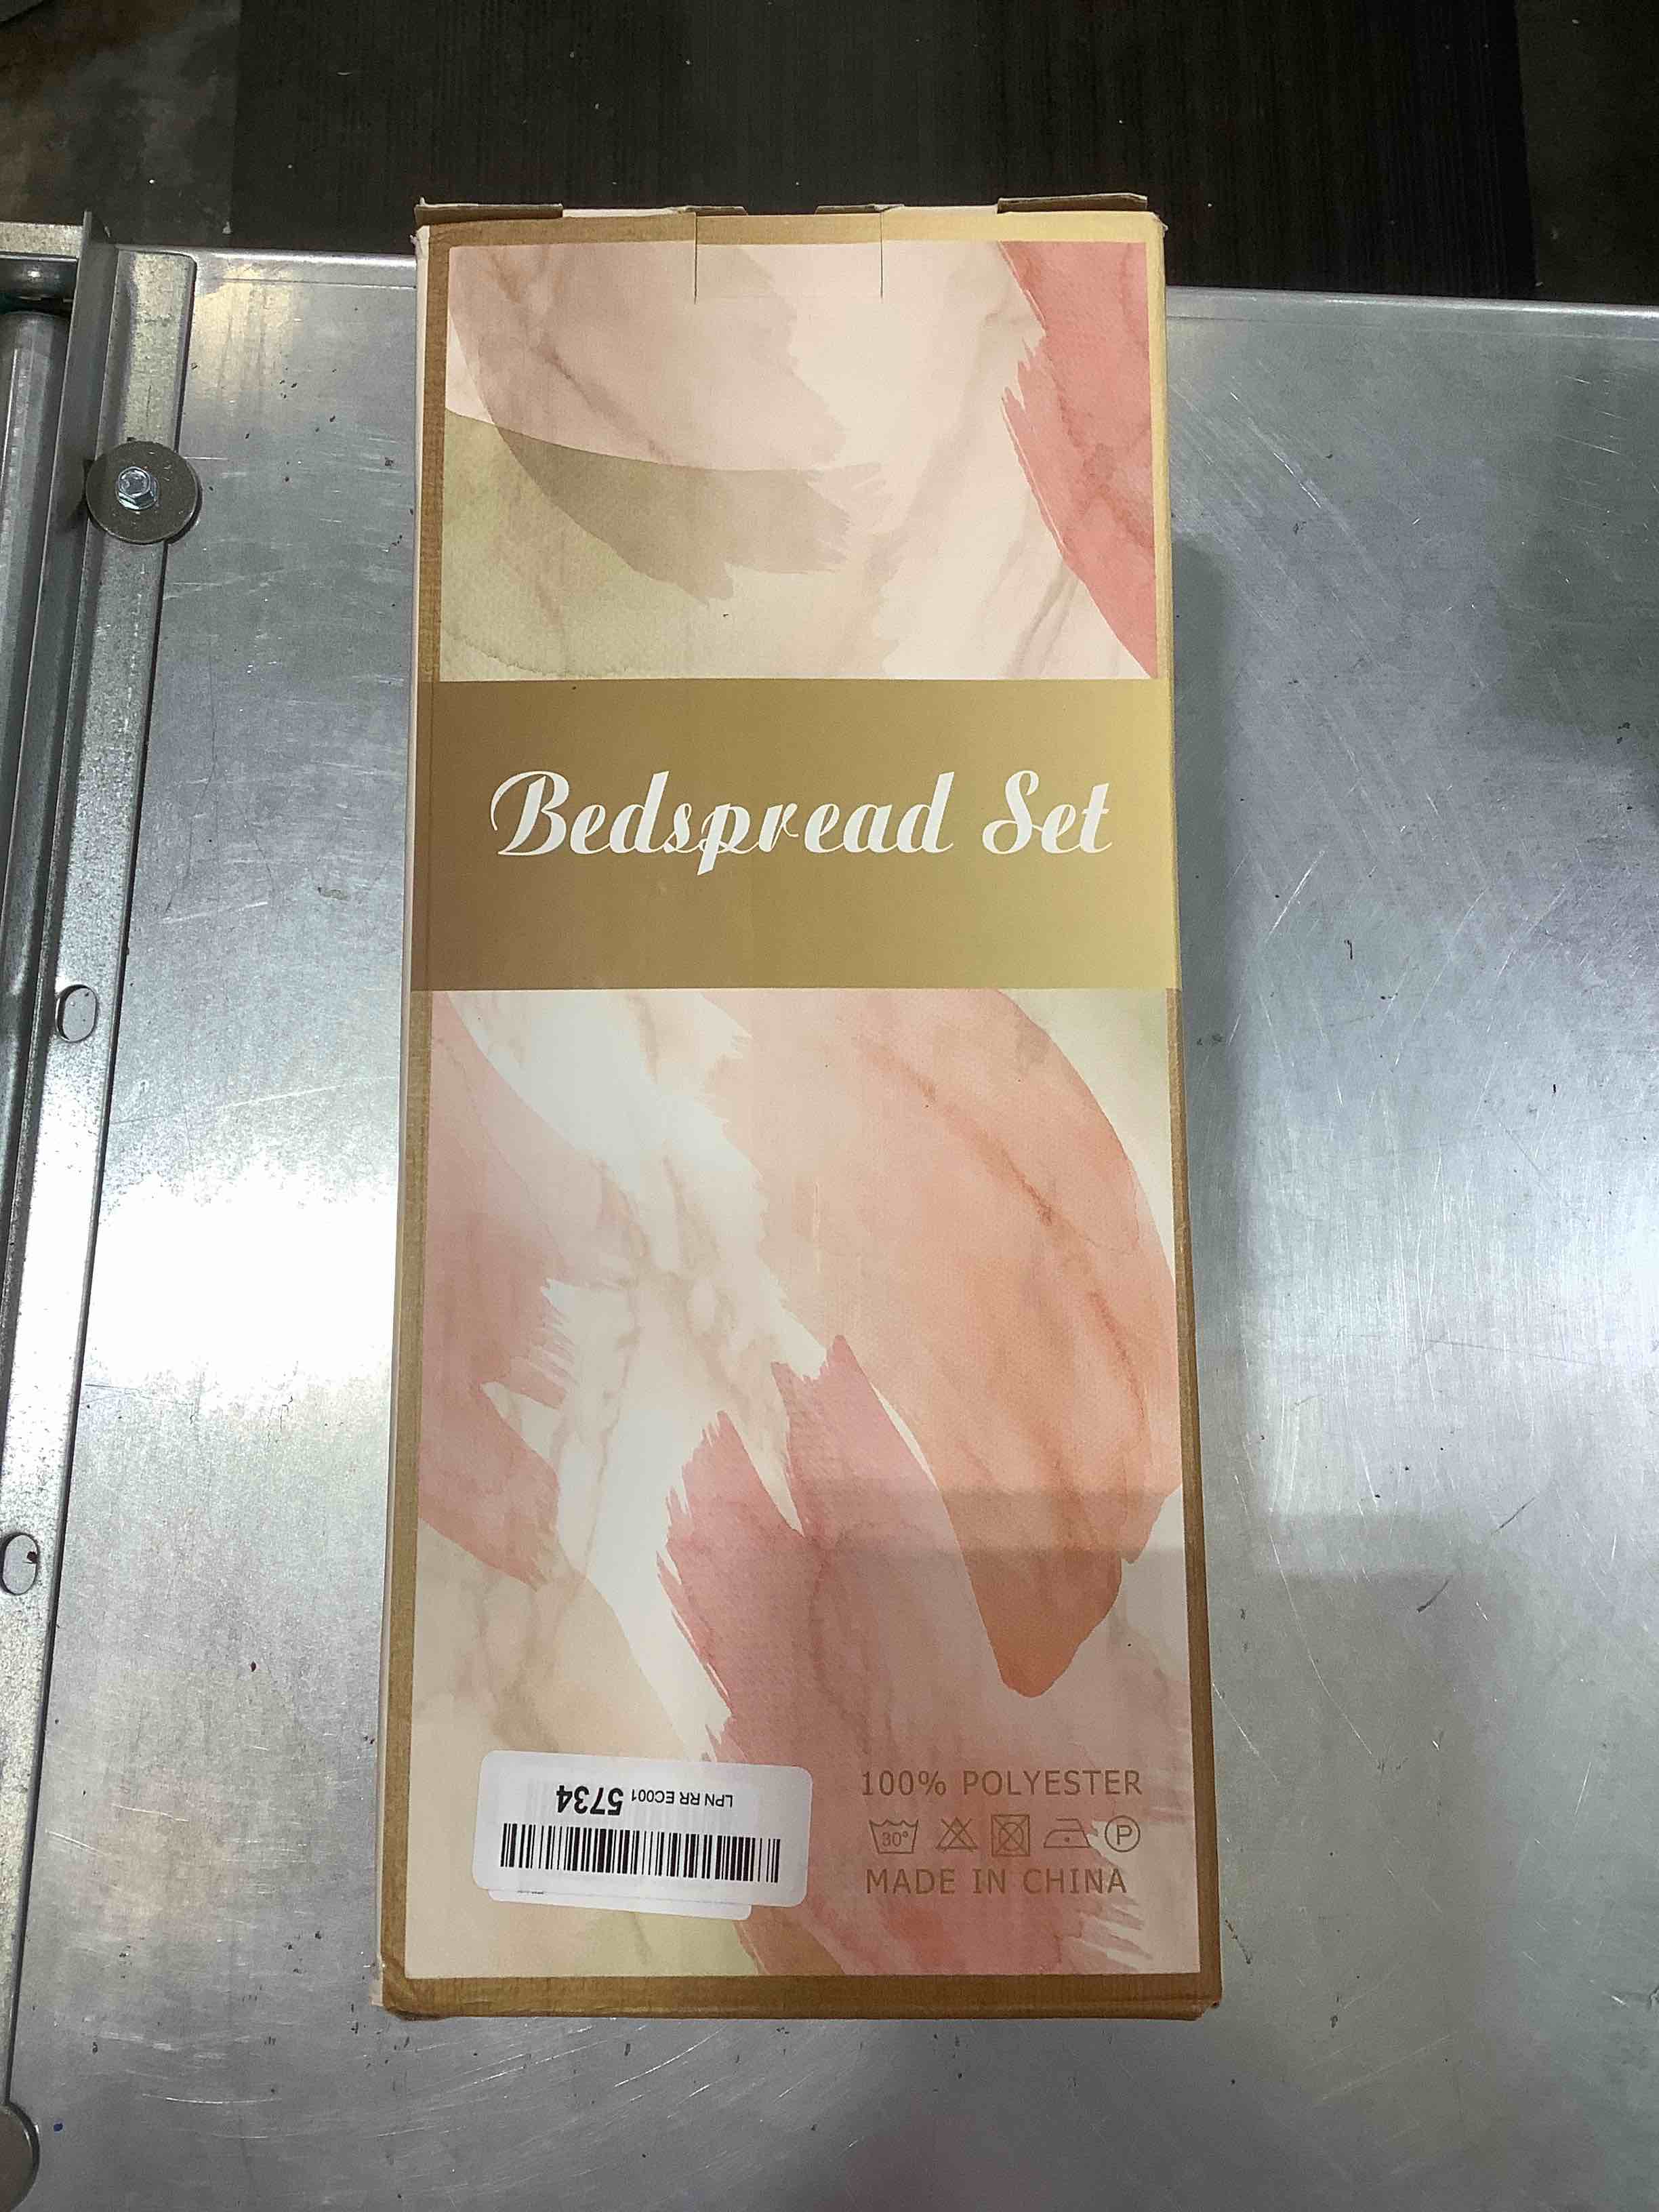 Bedspread Set
LPN RR EC001 5734
100% POLYESTER
30° P
MADE IN CHINA